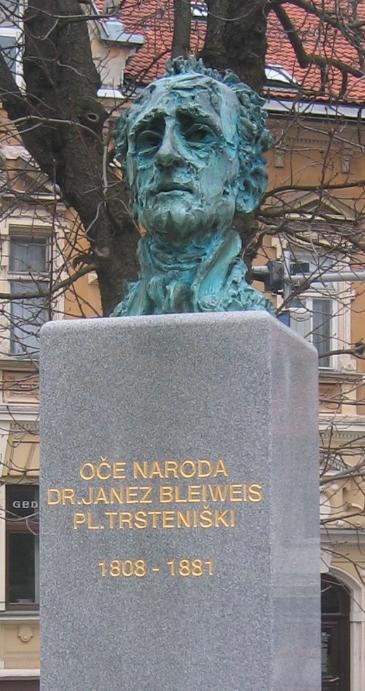 OČE NARODA
DR.JANEZ BLEIWEIS
PL.TRSTENIŠKI
1808 - 1881